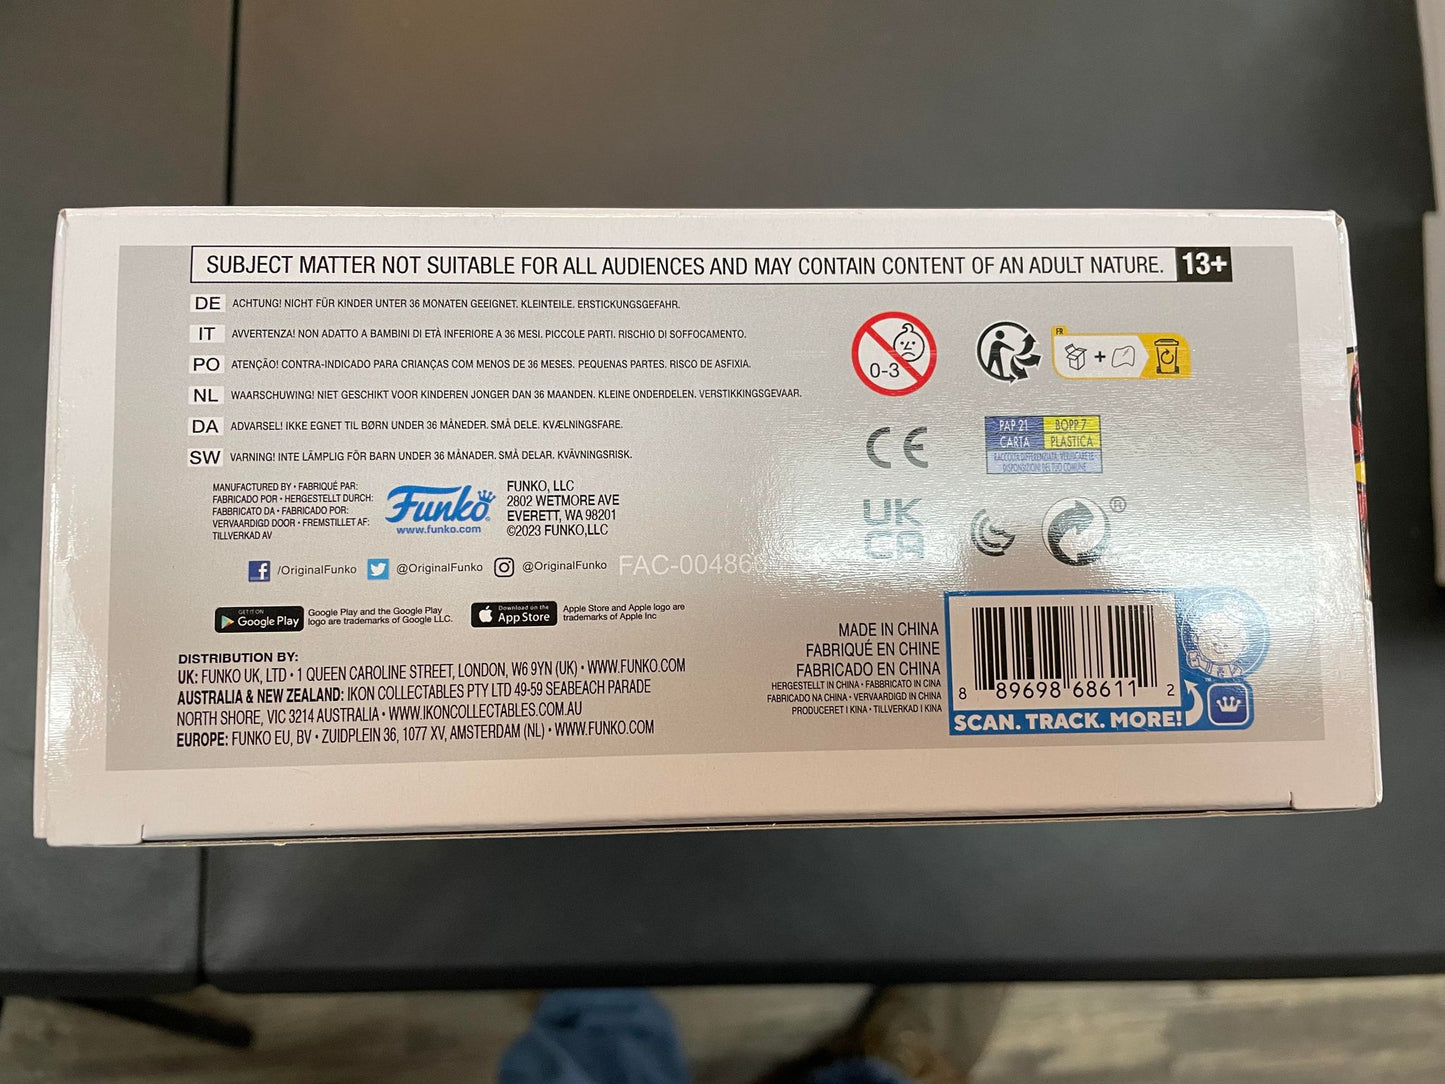 SUBJECT MATTER NOT SUITABLE FOR ALL AUDIENCES AND MAY CONTAIN CONTENT OF AN ADULT NATURE. 13+
DE ACHTUNG! NICHT FÜR KINDER UNTER 36 MONATEN GEEIGNET. KLEINTEILE. ERSTICKUNGSGEFAHR.
IT AVVERTENZA! NON ADATTO A BAMBINI DI ETÀ INFERIORE A 36 MESI. PICCOLE PARTI. RISCHIO DI SOFFOCAMENTO.
PO ATENÇÃO! CONTRA-INDICADO PARA CRIANÇAS COM MENOS DE 36 MESES. PEQUENAS PARTES. RISCO DE ASFIXIA.
NL WAARSCHUWING! NIET GESCHIKT VOOR KINDEREN JONGER DAN 36 MAANDEN. KLEINE ONDERDELEN. VERSTIKKINGSGEVAAR.
DA ADVARSEL! IKKE EGNET TIL BØRN UNDER 36 MÅNEDER. SMÅ DELE. KVÆLNINGSFARE.
SW VARNING! INTE LÄMPLIG FÖR BARN UNDER 36 MÅNADER. SMÅ DELAR. KVÄVNINGSRISK.
0-3
FR
+
CE
PAP 21 BOPP 7
CARTA PLASTICA
RACCOLTA DIFFERENZIATA. VERIFICARE LE
DISPOSIZIONI DEL TUO COMUNE
UK
CA
®
MANUFACTURED BY • FABRIQUÉ PAR:
FABRICADO POR • HERGESTELLT DURCH:
FABBRICATO DA • FABRICADO POR:
VERVAARDIGD DOOR • FREMSTILLET AF:
TILLVERKAD AV
Funko®
www.funko.com
FUNKO, LLC
2802 WETMORE AVE
EVERETT, WA 98201
©2023 FUNKO,LLC
/OriginalFunko @OriginalFunko @OriginalFunko
GET IT ON
Google Play
Google Play and the Google Play
logo are trademarks of Google LLC.
Download on the
App Store
Apple Store and Apple logo are
trademarks of Apple Inc
DISTRIBUTION BY:
UK: FUNKO UK, LTD • 1 QUEEN CAROLINE STREET, LONDON, W6 9YN (UK) • WWW.FUNKO.COM
AUSTRALIA & NEW ZEALAND: IKON COLLECTABLES PTY LTD 49-59 SEABEACH PARADE
NORTH SHORE, VIC 3214 AUSTRALIA • WWW.IKONCOLLECTABLES.COM.AU
EUROPE: FUNKO EU, BV • ZUIDPLEIN 36, 1077 XV, AMSTERDAM (NL) • WWW.FUNKO.COM
MADE IN CHINA
FABRIQUÉ EN CHINE
FABRICADO EN CHINA
HERGESTELLT IN CHINA • FABBRICATO IN CINA
FABRICADO NA CHINA • VERVAARDIGD IN CHINA
PRODUCERET I KINA • TILLVERKAD I KINA
8 89698 68611 2
SCAN. TRACK. MORE!